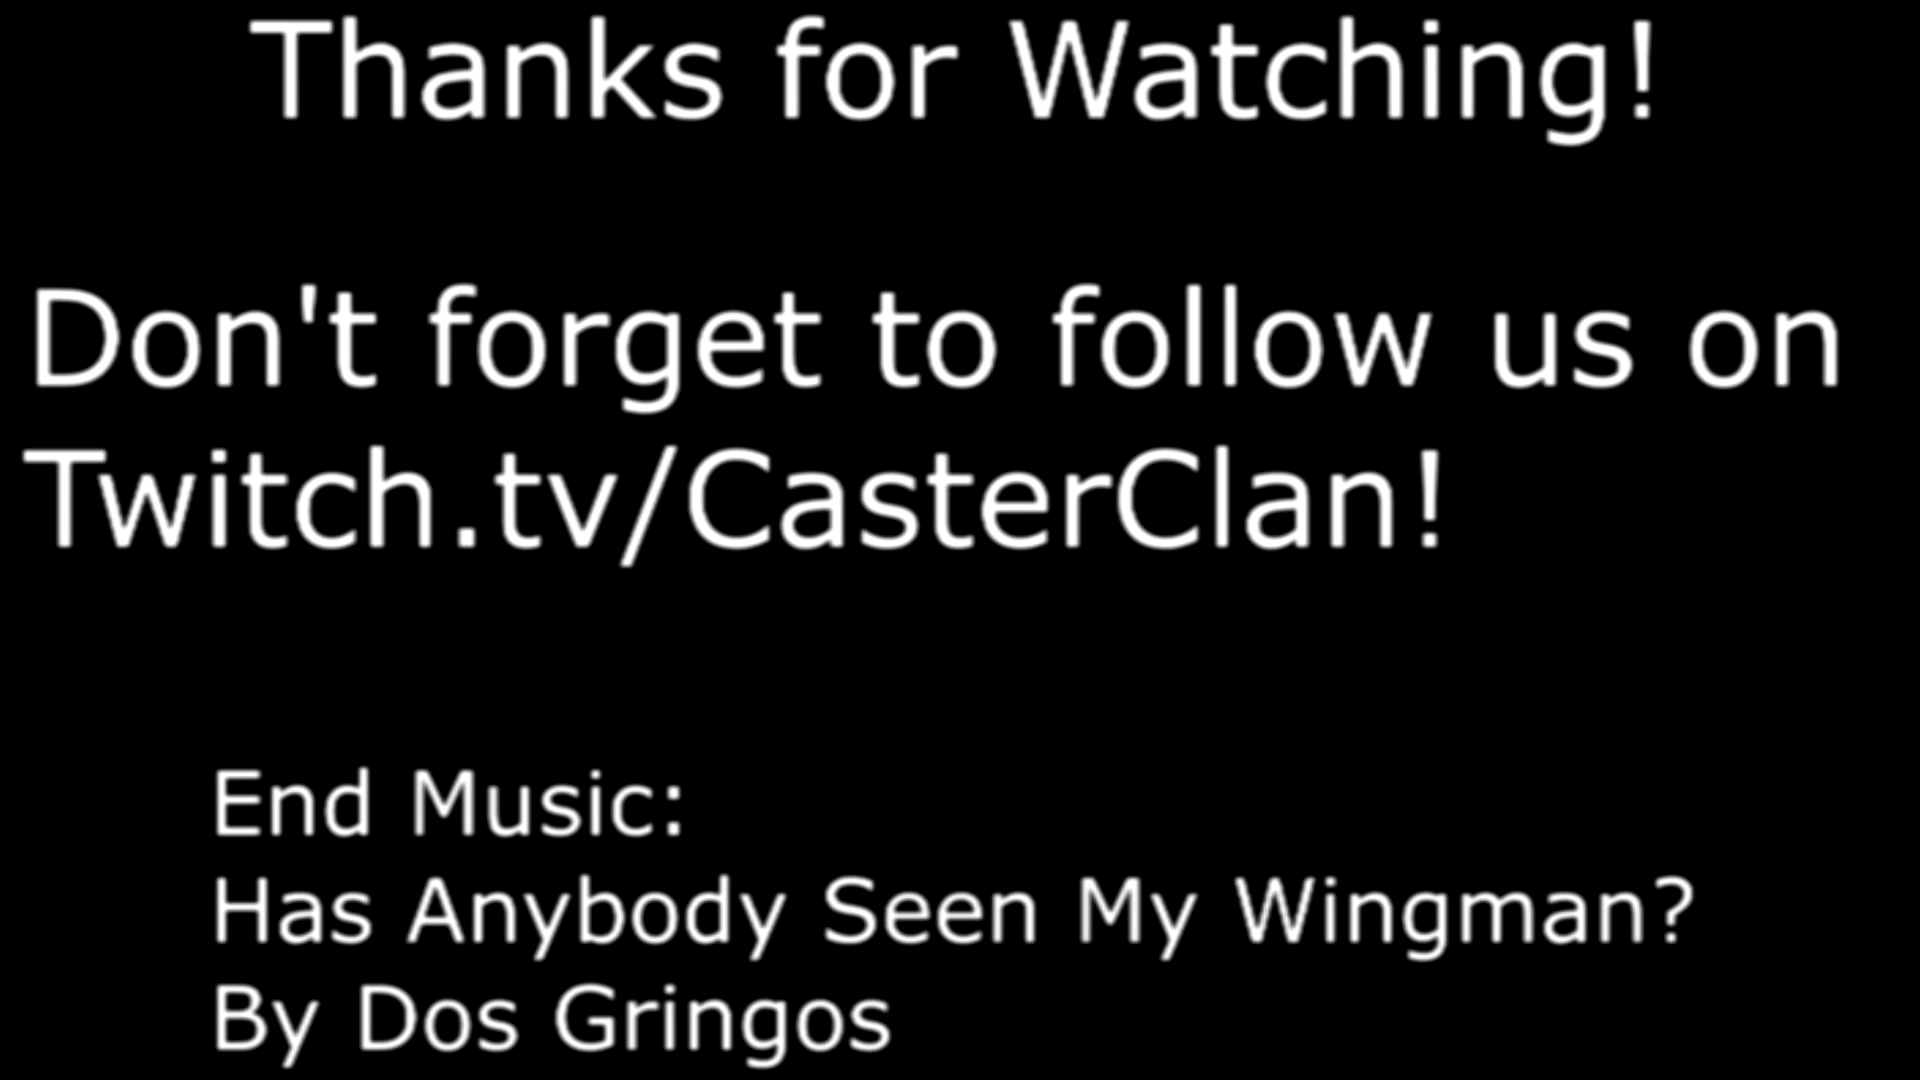 Thanks for Watching!
Don't forget to follow us on
Twitch.tv/CasterClan!
End Music:
Has Anybody Seen My Wingman?
By Dos Gringos